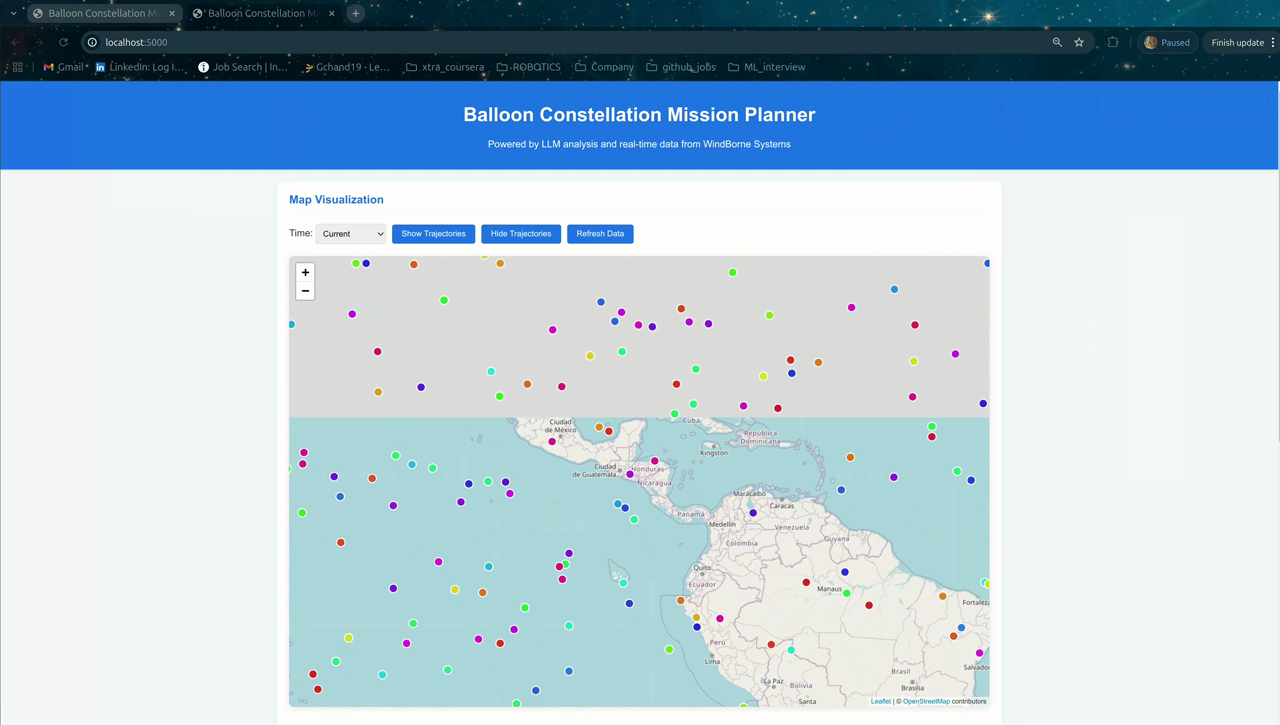 Balloon Constellation Mi
Balloon Constellation M
localhost:5000
Paused
Finish update
Gmail
LinkedIn: Log I...
Job Search | In...
Gchand19 - Le...
xtra_coursera
ROBOTICS
Company
github_jobs
ML_interview
Balloon Constellation Mission Planner
Powered by LLM analysis and real-time data from WindBorne Systems
Map Visualization
Time:
Current
Show Trajectories
Hide Trajectories
Refresh Data
+
−
Ciudad
de México
Cuba
Kingston
República
Dominicana
Ciudad
de Guatemala
Honduras
Nicaragua
Panamá
Maracaibo
Caracas
Medellín
Venezuela
Guyana
Colombia
Quito
Ecuador
Manaus
Fortaleza
Perú
Lima
Salvador
Brasil
La Paz
Bolivia
Brasília
Santa
Leaflet | © OpenStreetMap contributors